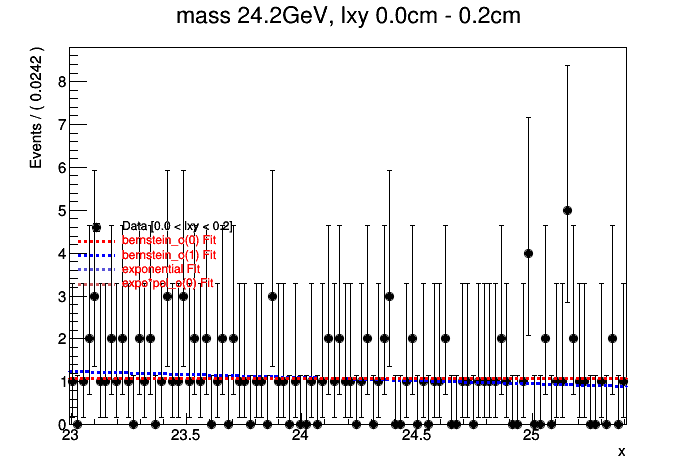 mass 24.2GeV, lxy 0.0cm - 0.2cm
Events / ( 0.0242 )
8
7
6
5
4
3
2
1
0
Data [0.0 < lxy < 0.2]
bernstein_o(0) Fit
bernstein_o(1) Fit
exponential Fit
23
23.5
24
24.5
25
x